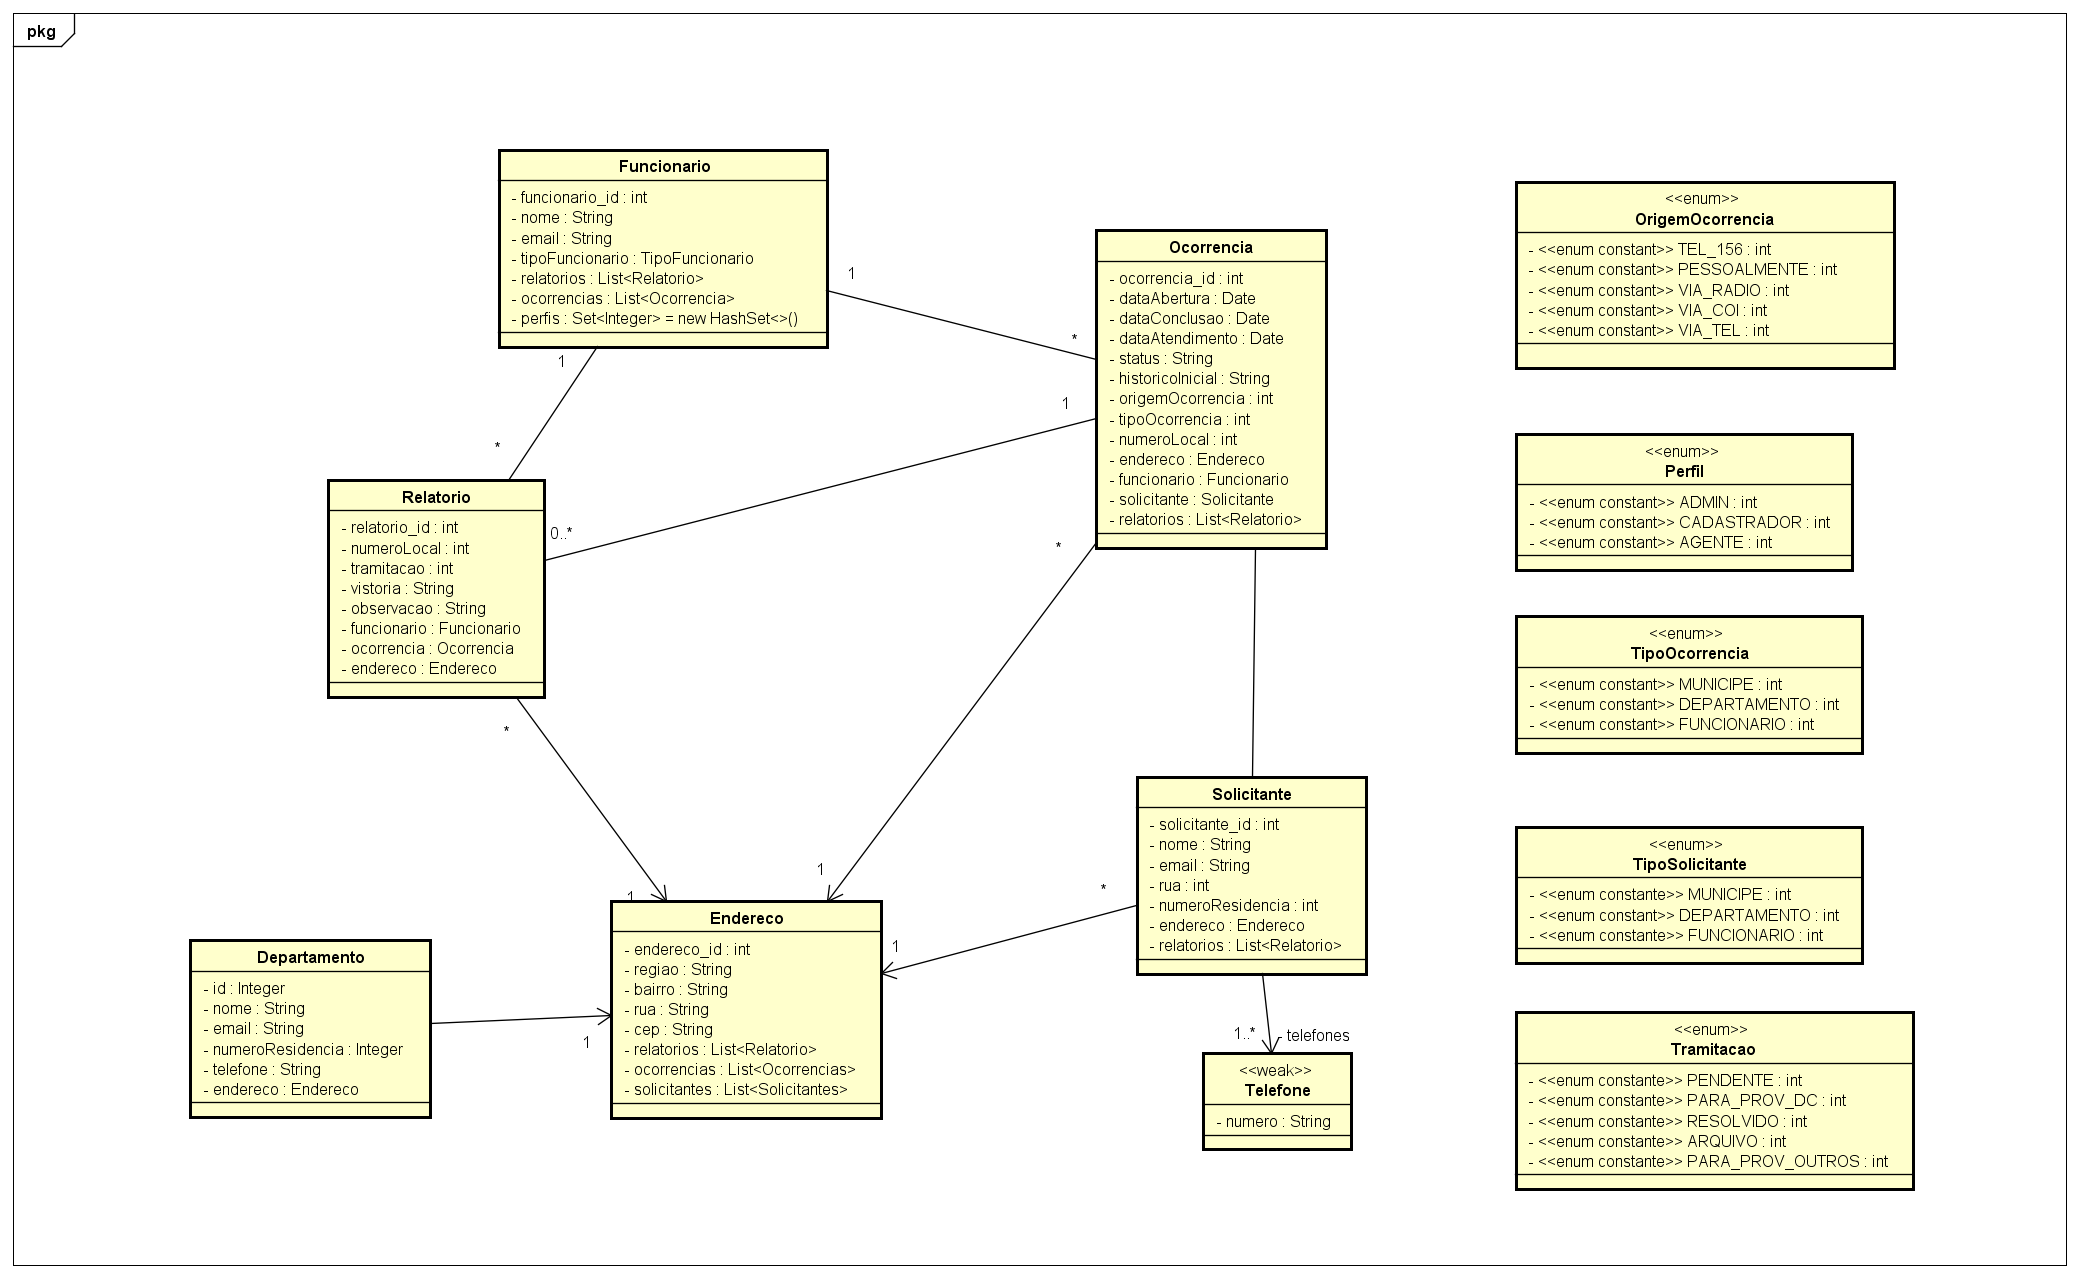 pkg
Funcionario
- funcionario_id : int
- nome : String
- email : String
- tipoFuncionario : TipoFuncionario
- relatorios : List<Relatorio>
- ocorrencias : List<Ocorrencia>
- perfis : Set<Integer> = new HashSet<>()
1
*
1
*
Ocorrencia
- ocorrencia_id : int
- dataAbertura : Date
- dataConclusao : Date
- dataAtendimento : Date
- status : String
- historicoInicial : String
- origemOcorrencia : int
- tipoOcorrencia : int
- numeroLocal : int
- endereco : Endereco
- funcionario : Funcionario
- solicitante : Solicitante
- relatorios : List<Relatorio>
1
0..*
*
1
Relatorio
- relatorio_id : int
- numeroLocal : int
- tramitacao : int
- vistoria : String
- observacao : String
- funcionario : Funcionario
- ocorrencia : Ocorrencia
- endereco : Endereco
*
1
Solicitante
- solicitante_id : int
- nome : String
- email : String
- rua : int
- numeroResidencia : int
- endereco : Endereco
- relatorios : List<Relatorio>
*
1
1..*
- telefones
Endereco
- endereco_id : int
- regiao : String
- bairro : String
- rua : String
- cep : String
- relatorios : List<Relatorio>
- ocorrencias : List<Ocorrencias>
- solicitantes : List<Solicitantes>
Departamento
- id : Integer
- nome : String
- email : String
- numeroResidencia : Integer
- telefone : String
- endereco : Endereco
1
<<weak>>
Telefone
- numero : String
<<enum>>
OrigemOcorrencia
- <<enum constant>> TEL_156 : int
- <<enum constant>> PESSOALMENTE : int
- <<enum constant>> VIA_RADIO : int
- <<enum constant>> VIA_COI : int
- <<enum constant>> VIA_TEL : int
<<enum>>
Perfil
- <<enum constant>> ADMIN : int
- <<enum constant>> CADASTRADOR : int
- <<enum constant>> AGENTE : int
<<enum>>
TipoOcorrencia
- <<enum constant>> MUNICIPE : int
- <<enum constant>> DEPARTAMENTO : int
- <<enum constant>> FUNCIONARIO : int
<<enum>>
TipoSolicitante
- <<enum constante>> MUNICIPE : int
- <<enum constant>> DEPARTAMENTO : int
- <<enum constante>> FUNCIONARIO : int
<<enum>>
Tramitacao
- <<enum constante>> PENDENTE : int
- <<enum constante>> PARA_PROV_DC : int
- <<enum constante>> RESOLVIDO : int
- <<enum constante>> ARQUIVO : int
- <<enum constante>> PARA_PROV_OUTROS : int